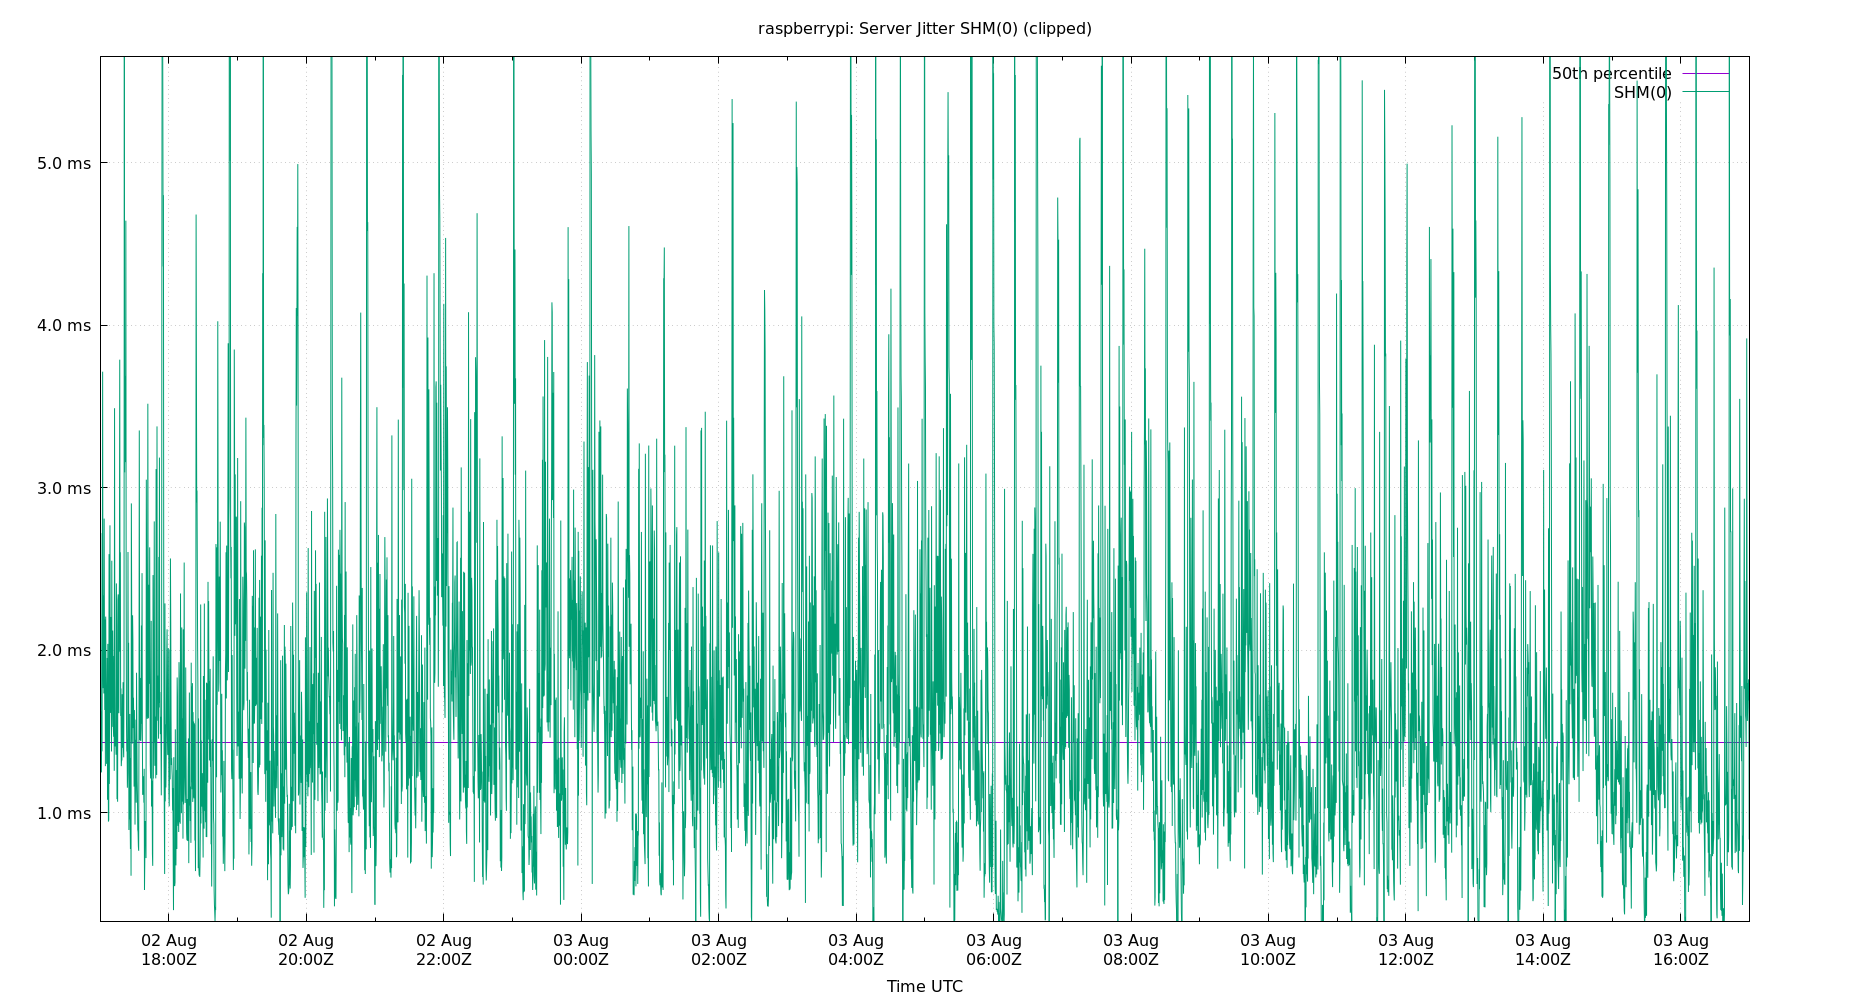 raspberrypi: Server Jitter SHM(0) (clipped)
50th percentile
SHM(0)
5.0 ms
4.0 ms
3.0 ms
2.0 ms
1.0 ms
02 Aug 02 Aug 02 Aug 03 Aug 03 Aug 03 Aug 03 Aug 03 Aug 03 Aug 03 Aug 03 Aug 03 Aug
18:00Z 20:00Z 22:00Z 00:00Z 02:00Z 04:00Z 06:00Z 08:00Z 10:00Z 12:00Z 14:00Z 16:00Z
Time UTC